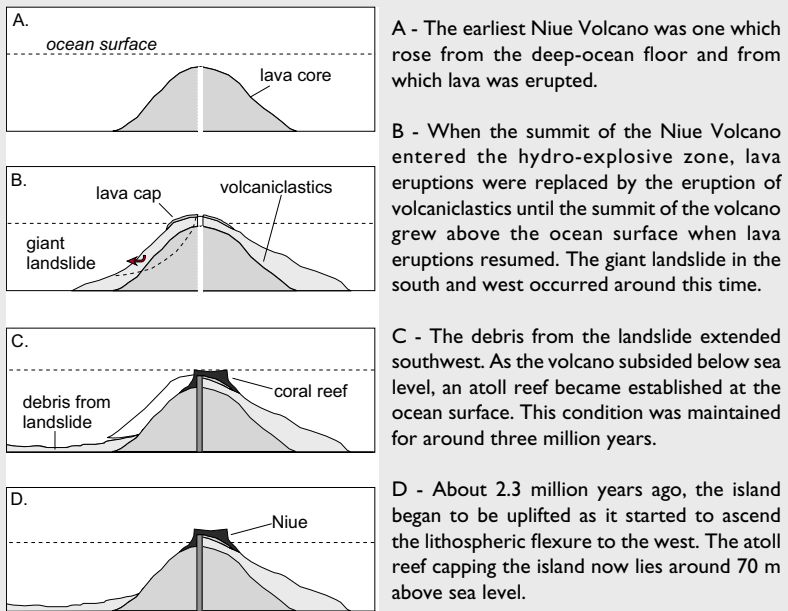 A.
ocean surface
lava core
A - The earliest Niue Volcano was one which
rose from the deep-ocean floor and from
which lava was erupted.
B.
lava cap
volcaniclastics
giant
landslide
B - When the summit of the Niue Volcano
entered the hydro-explosive zone, lava
eruptions were replaced by the eruption of
volcaniclastics until the summit of the volcano
grew above the ocean surface when lava
eruptions resumed. The giant landslide in the
south and west occurred around this time.
C.
coral reef
debris from
landslide
C - The debris from the landslide extended
southwest. As the volcano subsided below sea
level, an atoll reef became established at the
ocean surface. This condition was maintained
for around three million years.
D.
Niue
D - About 2.3 million years ago, the island
began to be uplifted as it started to ascend
the lithospheric flexure to the west. The atoll
reef capping the island now lies around 70 m
above sea level.